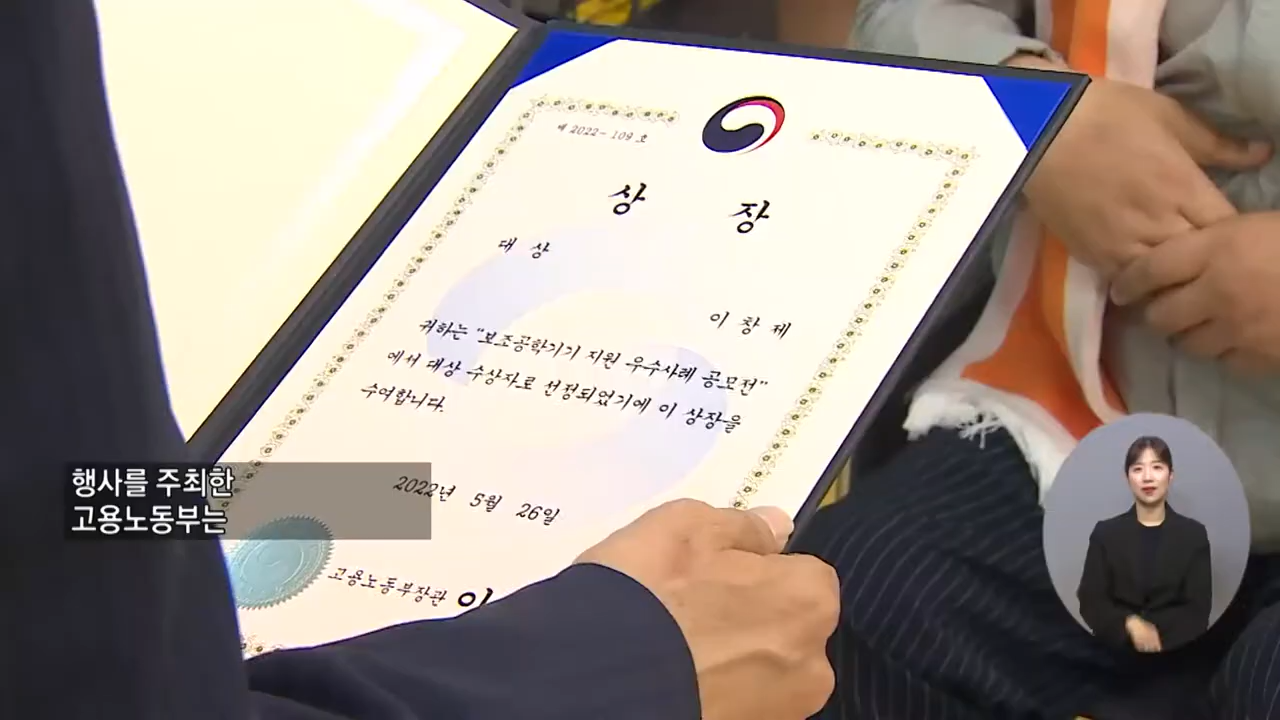 제 2022- 109 호
상 장
대 상
이 창 제
귀하는 "보조공학기기 지원 우수사례 공모전"
에서 대상 수상자로 선정되었기에 이 상장을
수여합니다.
2022년 5월 26일
고용노동부장관 이
행사를 주최한
고용노동부는